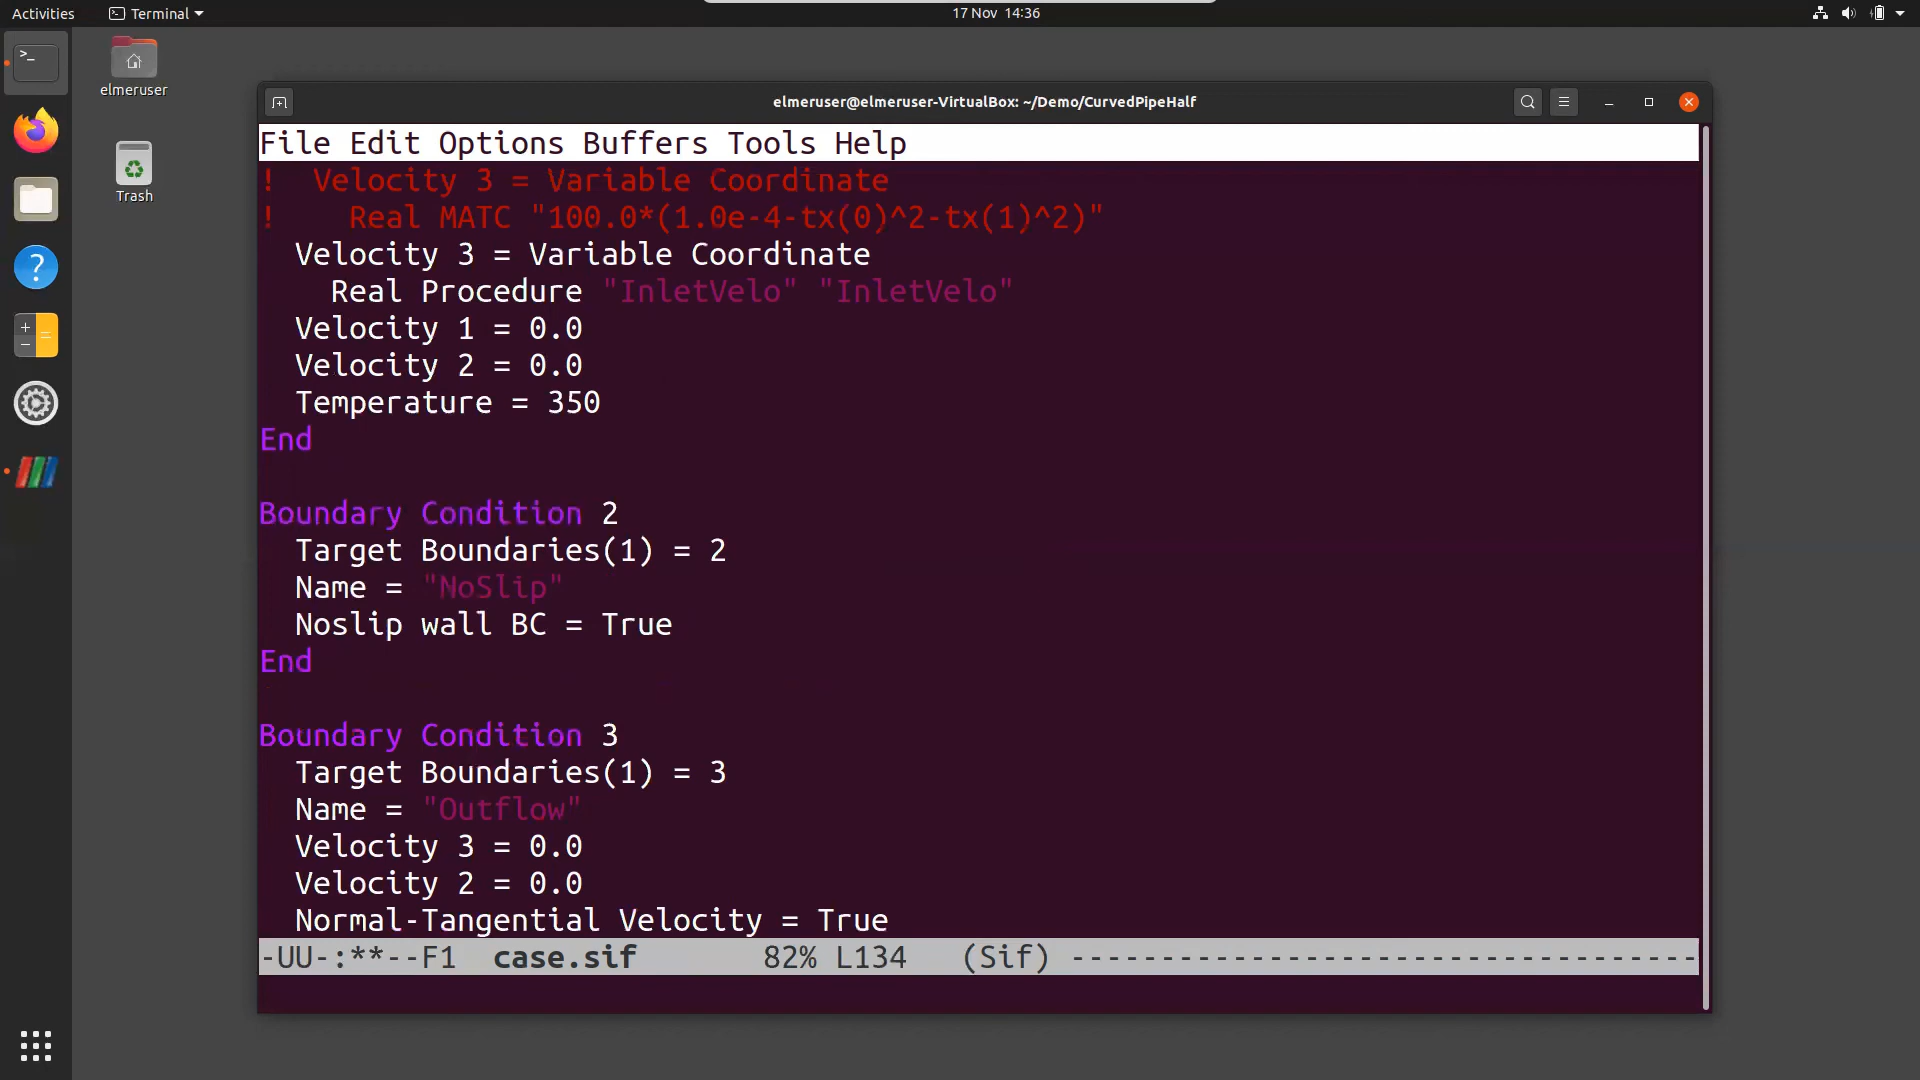 Activities
Terminal
17 Nov 14:36
elmeruser
Trash
elmeruser@elmeruser-VirtualBox: ~/Demo/CurvedPipeHalf
File Edit Options Buffers Tools Help
!  Velocity 3 = Variable Coordinate
!    Real MATC "100.0*(1.0e-4-tx(0)^2-tx(1)^2)"
  Velocity 3 = Variable Coordinate
    Real Procedure "InletVelo" "InletVelo"
  Velocity 1 = 0.0
  Velocity 2 = 0.0
  Temperature = 350
End
Boundary Condition 2
  Target Boundaries(1) = 2
  Name = "NoSlip"
  Noslip wall BC = True
End
Boundary Condition 3
  Target Boundaries(1) = 3
  Name = "Outflow"
  Velocity 3 = 0.0
  Velocity 2 = 0.0
  Normal-Tangential Velocity = True
-UU-:**--F1  case.sif       82% L134   (Sif) -----------------------------------